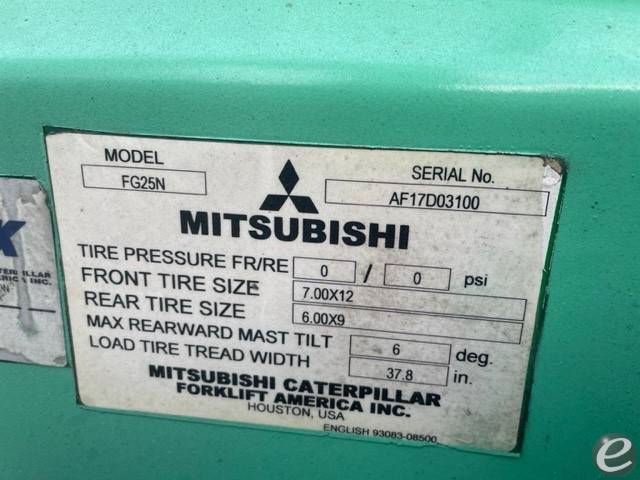 MODEL
FG25N
SERIAL No.
AF17D03100
MITSUBISHI
TIRE PRESSURE FR/RE 0 / 0 psi
FRONT TIRE SIZE 7.00X12
REAR TIRE SIZE 6.00X9
MAX REARWARD MAST TILT 6 deg.
LOAD TIRE TREAD WIDTH 37.8 in.
MITSUBISHI CATERPILLAR
FORKLIFT AMERICA INC.
HOUSTON, USA
ENGLISH 93083-08500
K
INC.
e